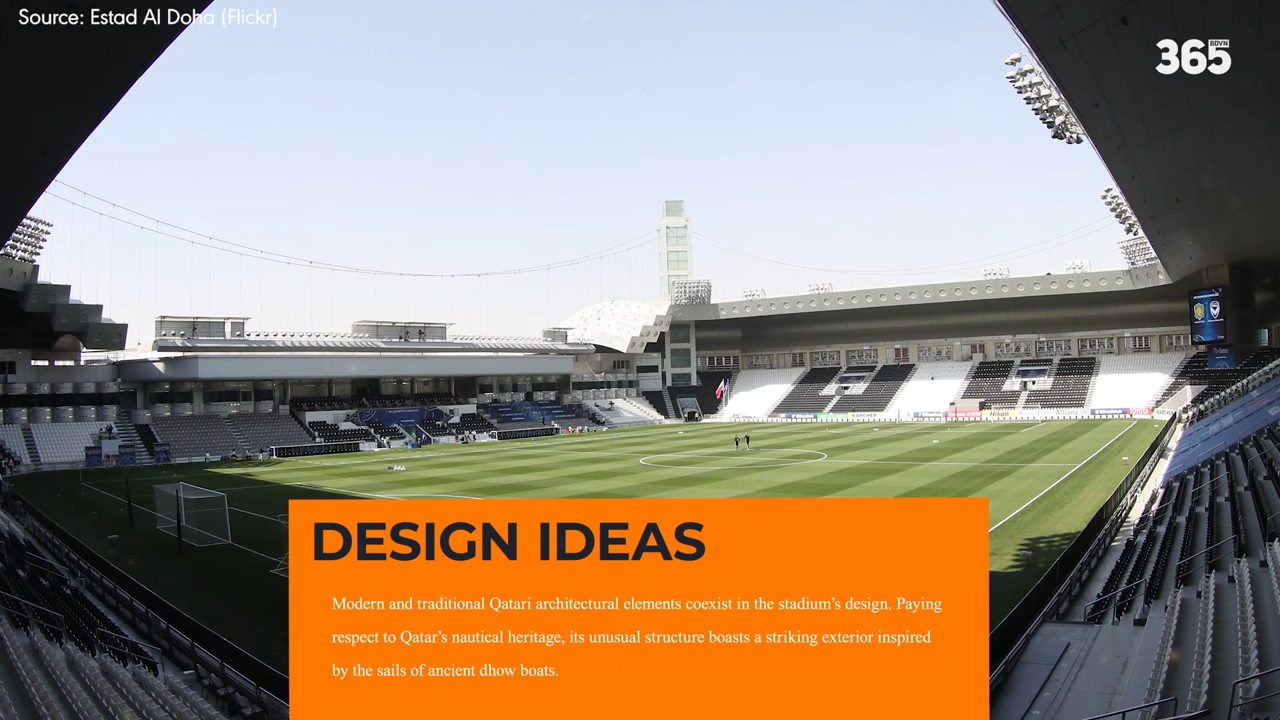 Source: Estad Al Doha (Flickr)
365
BDVN
DESIGN IDEAS
Modern and traditional Qatari architectural elements coexist in the stadium’s design. Paying
respect to Qatar’s nautical heritage, its unusual structure boasts a striking exterior inspired
by the sails of ancient dhow boats.